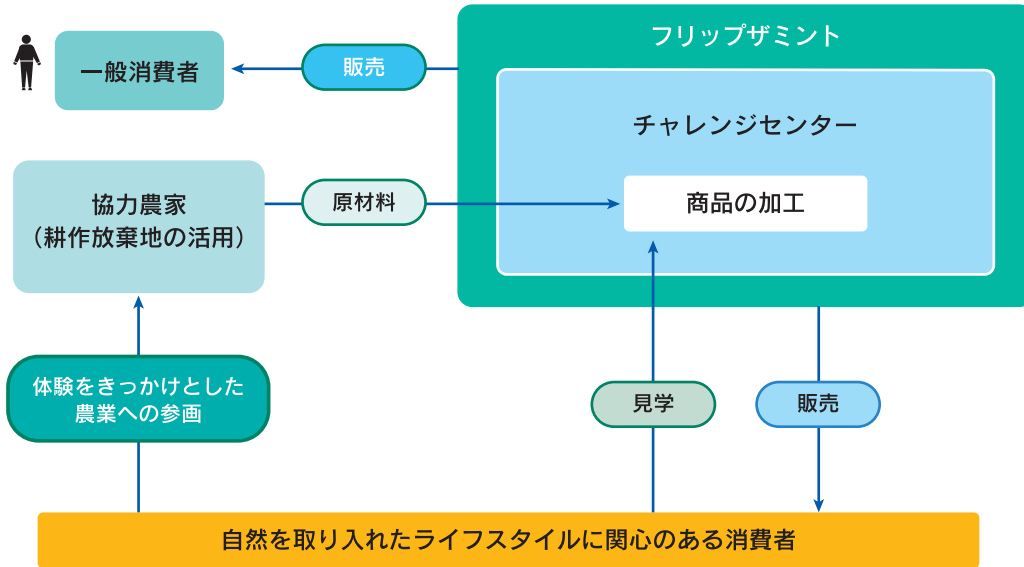 フリップザミント
一般消費者
販売
チャレンジセンター
協力農家
（耕作放棄地の活用）
原材料
商品の加工
体験をきっかけとした
農業への参画
見学
販売
自然を取り入れたライフスタイルに関心のある消費者